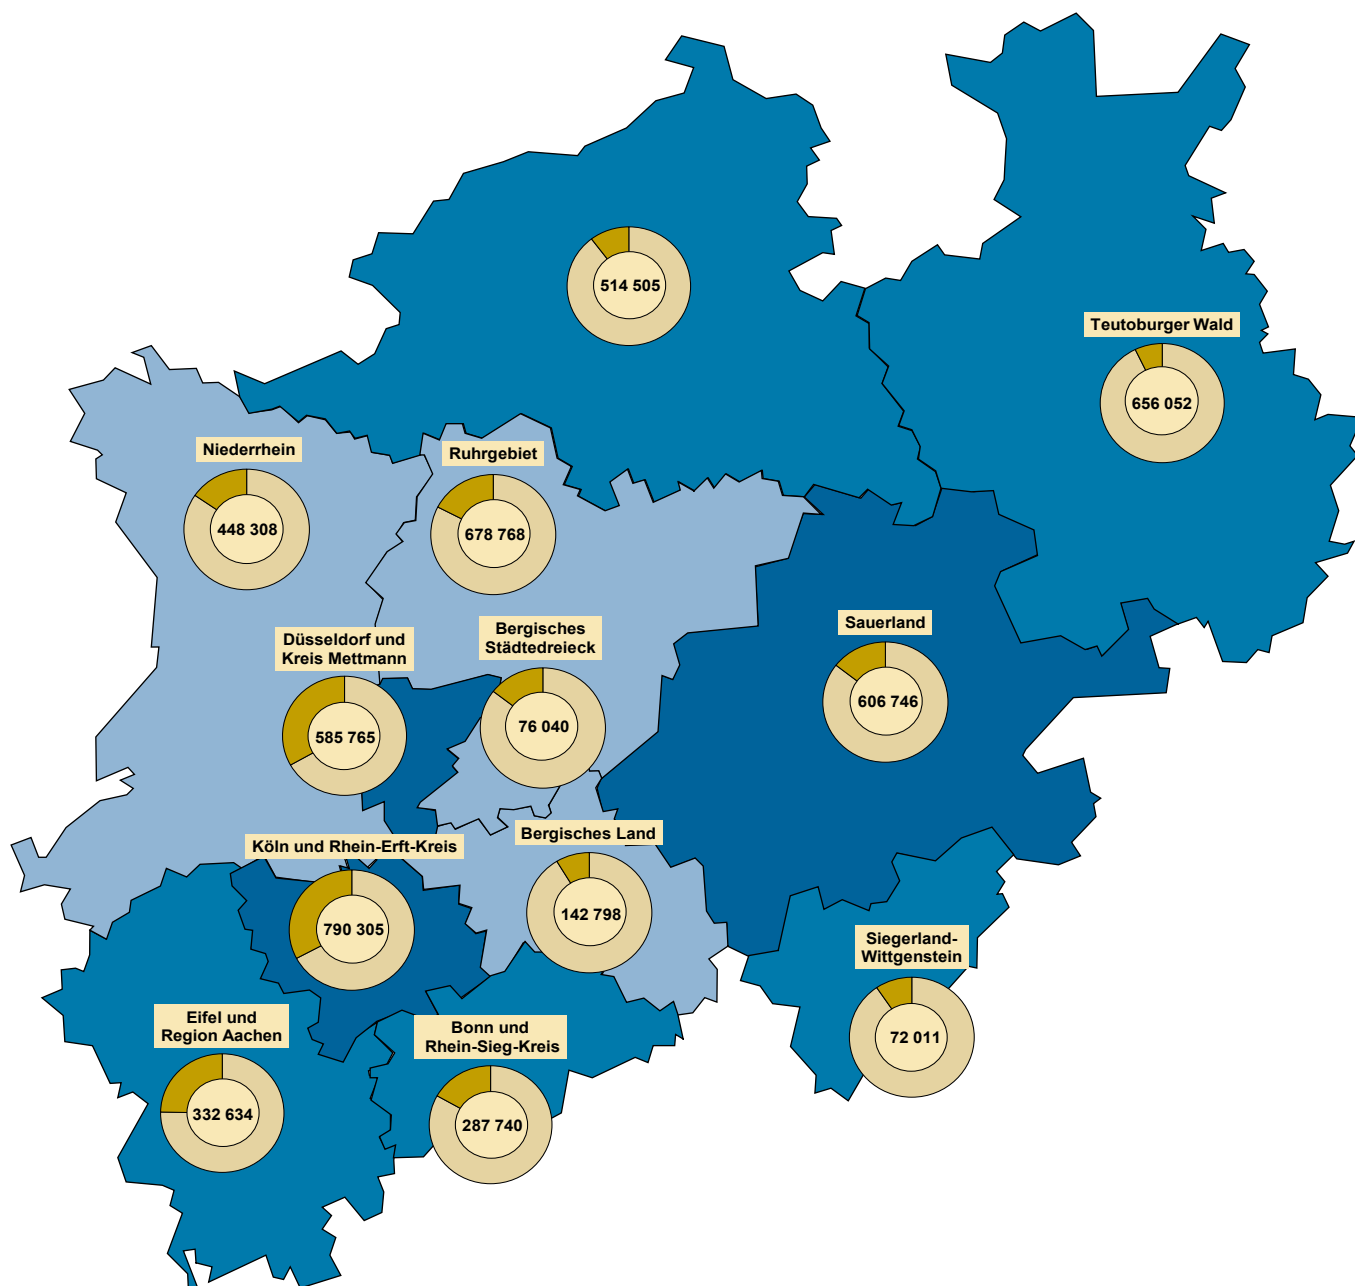 514 505
Teutoburger Wald
656 052
Niederrhein
448 308
Ruhrgebiet
678 768
Düsseldorf und
Kreis Mettmann
585 765
Bergisches
Städtedreieck
76 040
Sauerland
606 746
Köln und Rhein-Erft-Kreis
790 305
Bergisches Land
142 798
Siegerland-
Wittgenstein
72 011
Eifel und
Region Aachen
332 634
Bonn und
Rhein-Sieg-Kreis
287 740